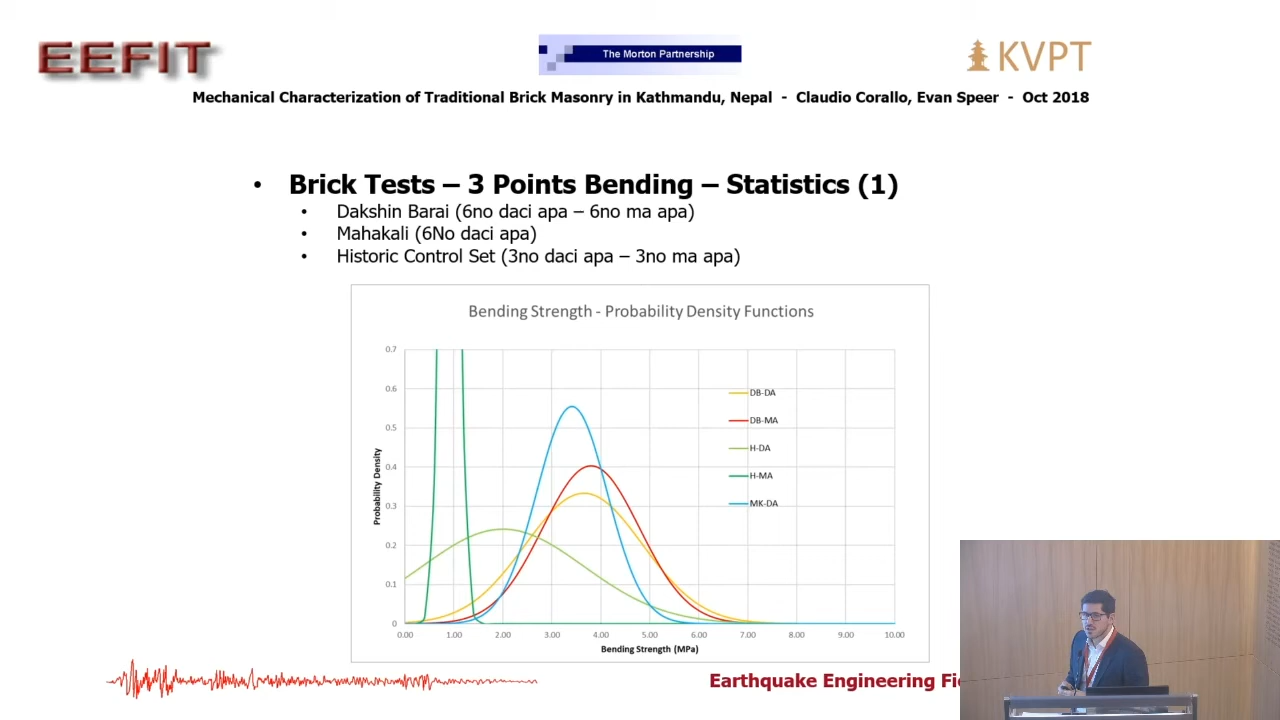 EEFIT
The Morton Partnership
KVPT
Mechanical Characterization of Traditional Brick Masonry in Kathmandu, Nepal - Claudio Corallo, Evan Speer - Oct 2018
• Brick Tests – 3 Points Bending – Statistics (1)
• Dakshin Barai (6no daci apa – 6no ma apa)
• Mahakali (6No daci apa)
• Historic Control Set (3no daci apa – 3no ma apa)
Bending Strength - Probability Density Functions
0.7
0.6
0.5
0.4
0.3
0.2
0.1
0
Probability Density
DB-DA
DB-MA
H-DA
H-MA
MK-DA
0.00 1.00 2.00 3.00 4.00 5.00 6.00 7.00 8.00 9.00 10.00
Bending Strength (MPa)
Earthquake Engineering Fie